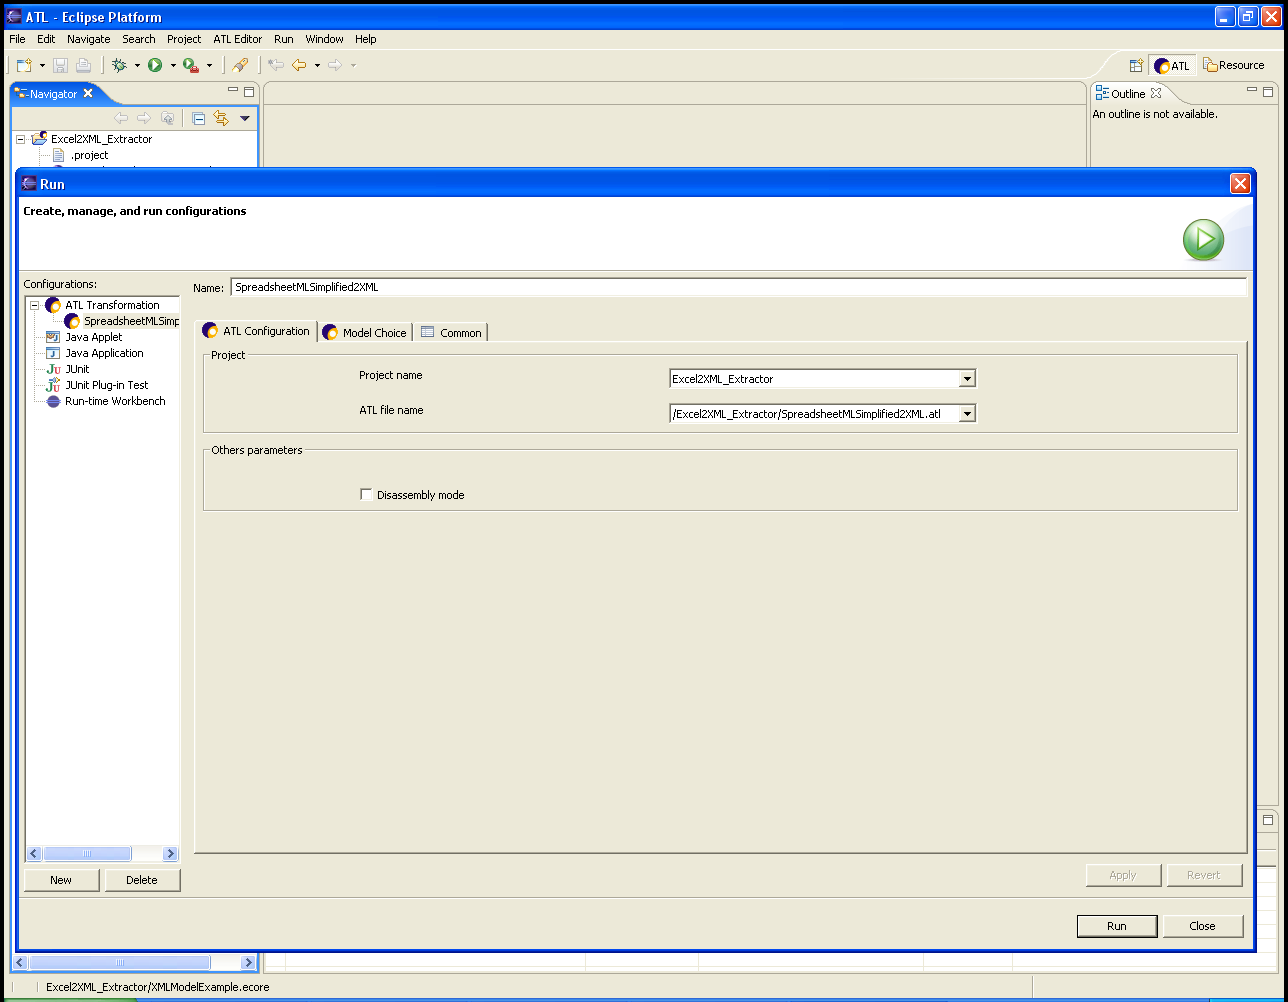 ATL - Eclipse Platform
File Edit Navigate Search Project ATL Editor Run Window Help
ATL Resource
Navigator
Outline
An outline is not available.
Excel2XML_Extractor
.project
Run
Create, manage, and run configurations
Configurations:
Name: SpreadsheetMLSimplified2XML
ATL Transformation
SpreadsheetMLSimp
Java Applet
Java Application
JUnit
JUnit Plug-in Test
Run-time Workbench
ATL Configuration Model Choice Common
Project
Project name Excel2XML_Extractor
ATL file name /Excel2XML_Extractor/SpreadsheetMLSimplified2XML.atl
Others parameters
Disassembly mode
New Delete
Apply Revert
Run Close
Excel2XML_Extractor/XMLModelExample.ecore